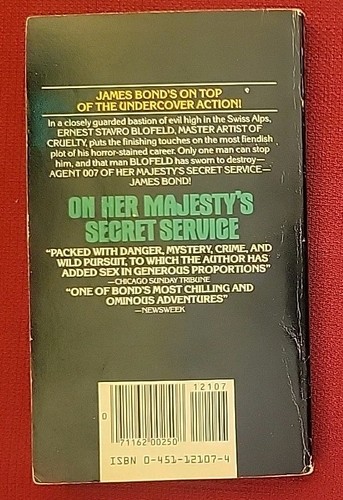 JAMES BOND'S ON TOP
OF THE UNDERCOVER ACTION!
In a closely guarded bastion of evil high in the Swiss Alps,
ERNEST STAVRO BLOFELD, MASTER ARTIST OF
CRUELTY, puts the finishing touches on the most fiendish
plot of his horror-stained career. Only one man can stop
him, and that man BLOFELD has sworn to destroy—
AGENT 007 OF HER MAJESTY'S SECRET SERVICE—
JAMES BOND!
ON HER MAJESTY'S
SECRET SERVICE
"PACKED WITH DANGER, MYSTERY, CRIME, AND
WILD PURSUIT, TO WHICH THE AUTHOR HAS
ADDED SEX IN GENEROUS PROPORTIONS"
—CHICAGO SUNDAY TRIBUNE
"ONE OF BOND'S MOST CHILLING AND
OMINOUS ADVENTURES"
—NEWSWEEK
12107
0
71162 00250
ISBN 0-451-12107-4